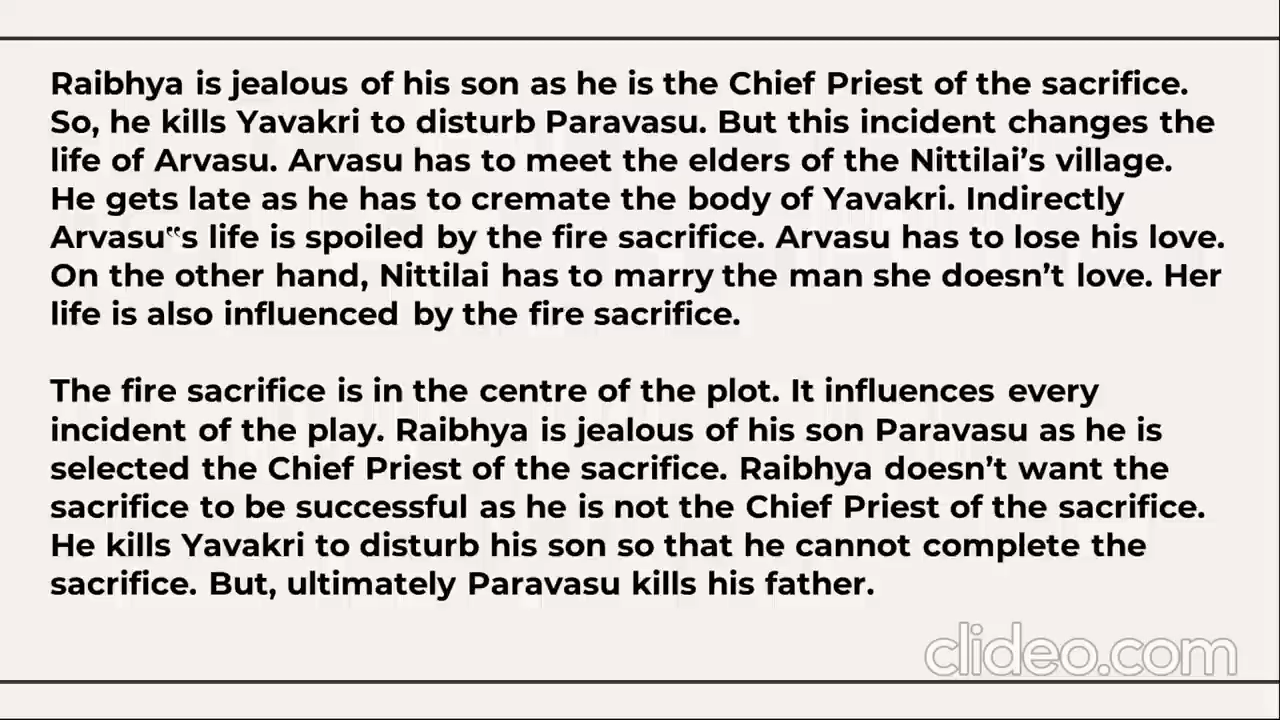 Raibhya is jealous of his son as he is the Chief Priest of the sacrifice.
So, he kills Yavakri to disturb Paravasu. But this incident changes the
life of Arvasu. Arvasu has to meet the elders of the Nittilai’s village.
He gets late as he has to cremate the body of Yavakri. Indirectly
Arvasu‟s life is spoiled by the fire sacrifice. Arvasu has to lose his love.
On the other hand, Nittilai has to marry the man she doesn’t love. Her
life is also influenced by the fire sacrifice.
The fire sacrifice is in the centre of the plot. It influences every
incident of the play. Raibhya is jealous of his son Paravasu as he is
selected the Chief Priest of the sacrifice. Raibhya doesn’t want the
sacrifice to be successful as he is not the Chief Priest of the sacrifice.
He kills Yavakri to disturb his son so that he cannot complete the
sacrifice. But, ultimately Paravasu kills his father.
clideo.com